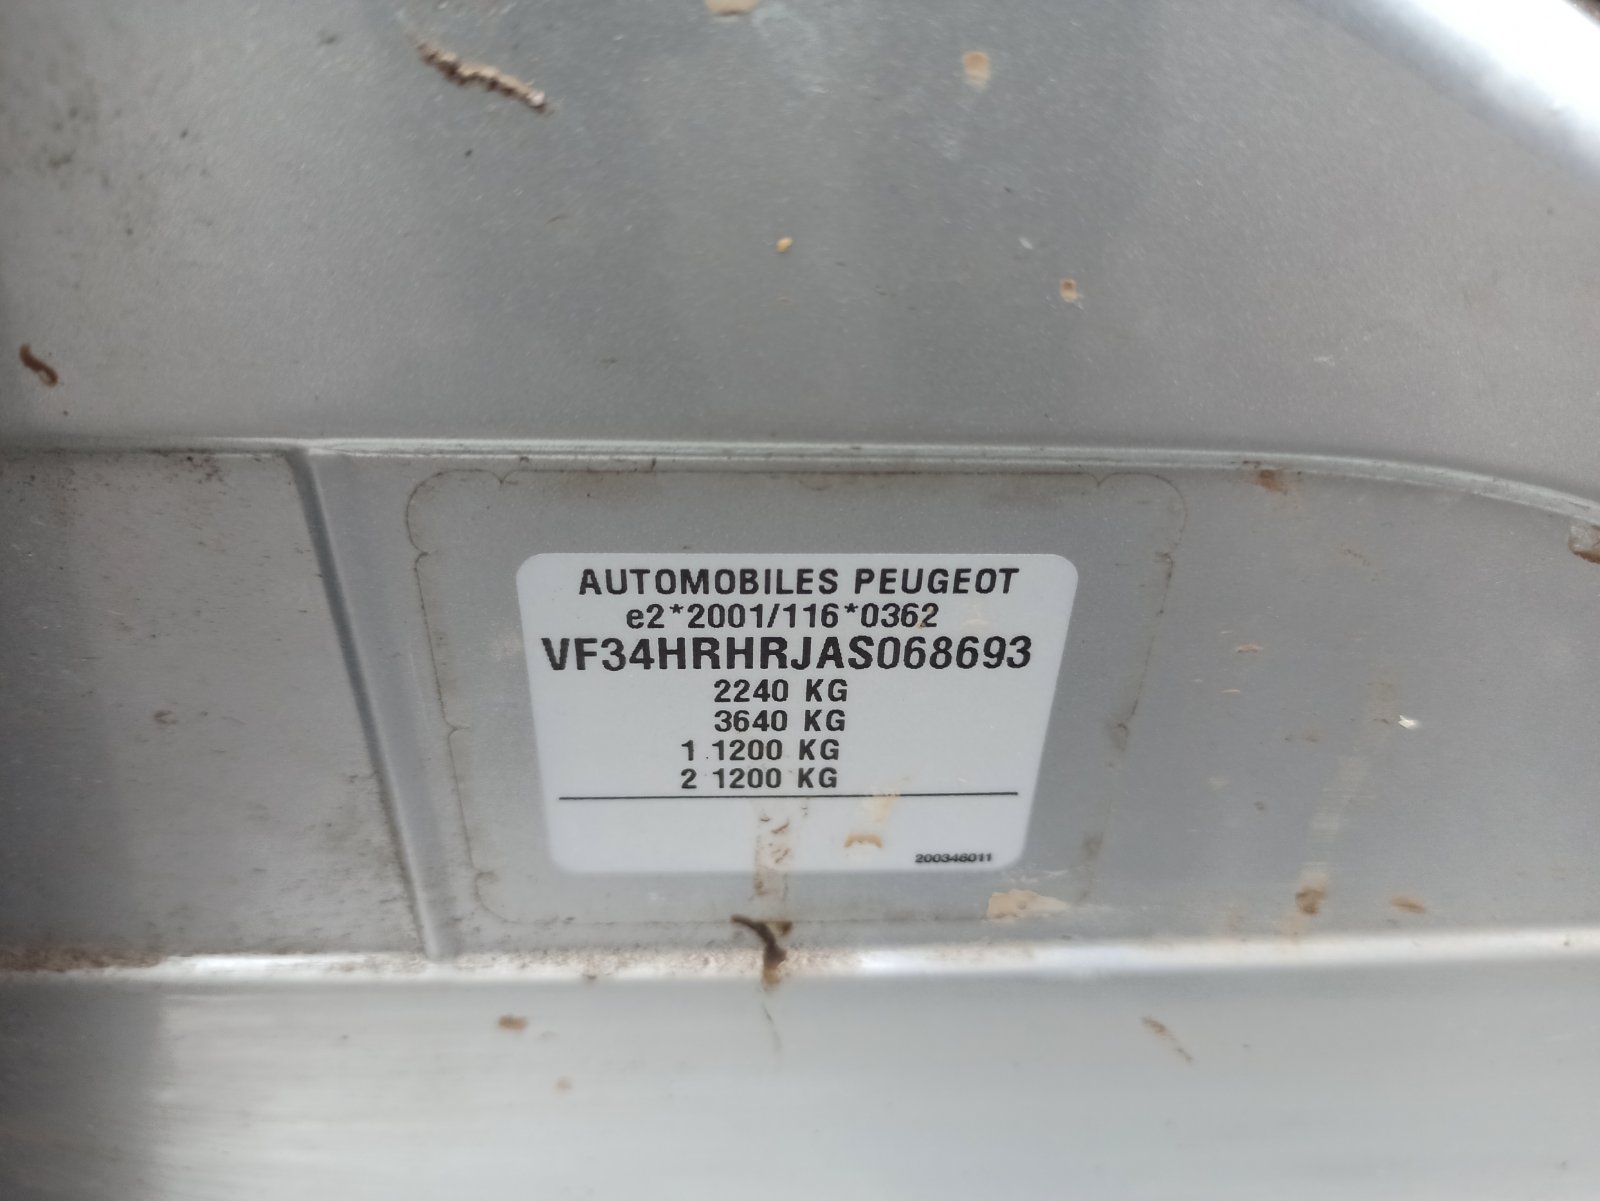 AUTOMOBILES PEUGEOT
e2*2001/116*0362
VF34HRHRJAS068693
2240 KG
3640 KG
1 1200 KG
2 1200 KG
200346011